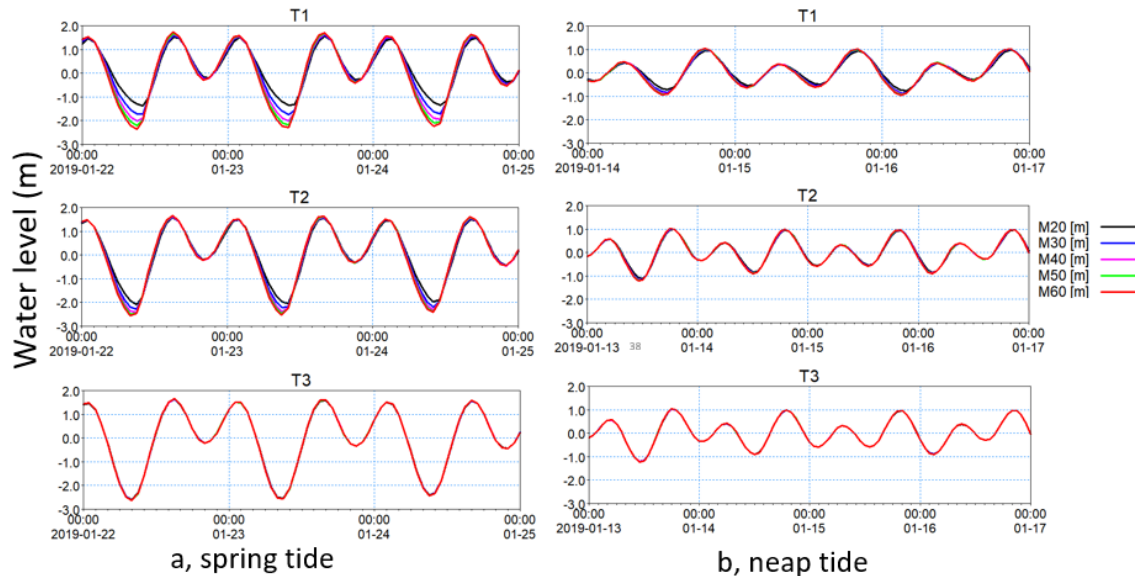 Water level (m)
T1
2.0
1.0
0.0
-1.0
-2.0
-3.0
00:00 00:00 00:00 00:00
2019-01-22 01-23 01-24 01-25
T2
2.0
1.0
0.0
-1.0
-2.0
-3.0
00:00 00:00 00:00 00:00
2019-01-22 01-23 01-24 01-25
T3
2.0
1.0
0.0
-1.0
-2.0
-3.0
00:00 00:00 00:00 00:00
2019-01-22 01-23 01-24 01-25
a, spring tide
T1
2.0
1.0
0.0
-1.0
-2.0
-3.0
00:00 00:00 00:00 00:00
2019-01-14 01-15 01-16 01-17
T2
2.0
1.0
0.0
-1.0
-2.0
-3.0
00:00 00:00 00:00 00:00 00:00
2019-01-13 38 01-14 01-15 01-16 01-17
T3
2.0
1.0
0.0
-1.0
-2.0
-3.0
00:00 00:00 00:00 00:00 00:00
2019-01-13 01-14 01-15 01-16 01-17
b, neap tide
M20 [m]
M30 [m]
M40 [m]
M50 [m]
M60 [m]